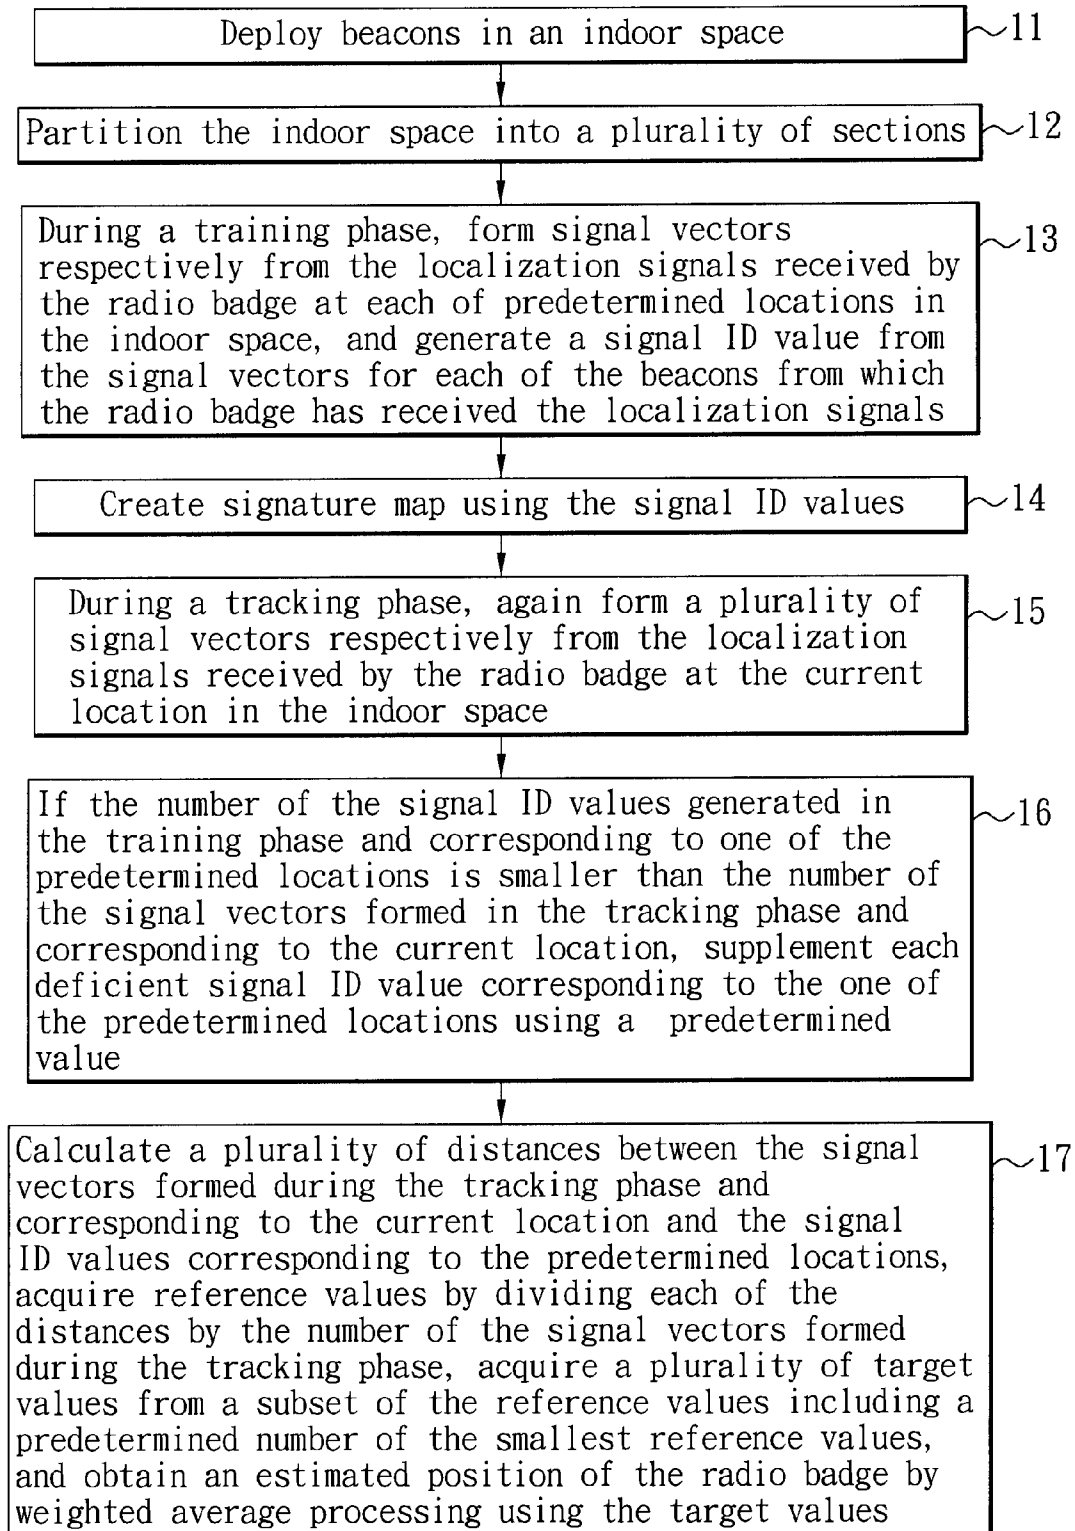 Deploy beacons in an indoor space
11
Partition the indoor space into a plurality of sections
12
During a training phase, form signal vectors
respectively from the localization signals received by
the radio badge at each of predetermined locations in
the indoor space, and generate a signal ID value from
the signal vectors for each of the beacons from which
the radio badge has received the localization signals
13
Create signature map using the signal ID values
14
During a tracking phase, again form a plurality of
signal vectors respectively from the localization
signals received by the radio badge at the current
location in the indoor space
15
If the number of the signal ID values generated in
the training phase and corresponding to one of the
predetermined locations is smaller than the number of
the signal vectors formed in the tracking phase and
corresponding to the current location, supplement each
deficient signal ID value corresponding to the one of
the predetermined locations using a predetermined
value
16
Calculate a plurality of distances between the signal
vectors formed during the tracking phase and
corresponding to the current location and the signal
ID values corresponding to the predetermined locations,
acquire reference values by dividing each of the
distances by the number of the signal vectors formed
during the tracking phase, acquire a plurality of target
values from a subset of the reference values including a
predetermined number of the smallest reference values,
and obtain an estimated position of the radio badge by
weighted average processing using the target values
17